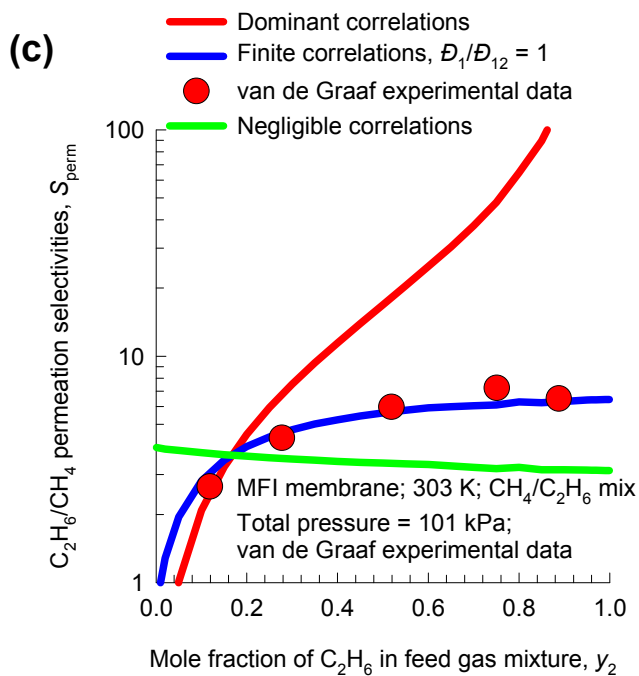 (c)
Dominant correlations
Finite correlations, Đ₁/Đ₁₂ = 1
van de Graaf experimental data
Negligible correlations
C₂H₆/CH₄ permeation selectivities, S_perm
100
10
1
MFI membrane; 303 K; CH₄/C₂H₆ mix
Total pressure = 101 kPa;
van de Graaf experimental data
0.0 0.2 0.4 0.6 0.8 1.0
Mole fraction of C₂H₆ in feed gas mixture, y₂